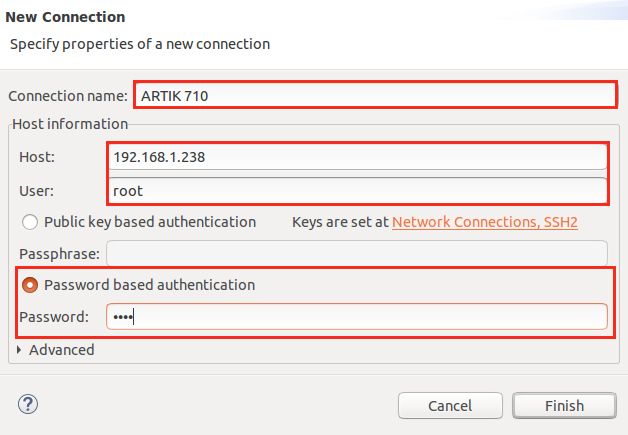 New Connection
Specify properties of a new connection
Connection name: ARTIK 710
Host information
Host: 192.168.1.238
User: root
Public key based authentication Keys are set at Network Connections, SSH2
Passphrase:
Password based authentication
Password: ••••
Advanced
? Cancel Finish